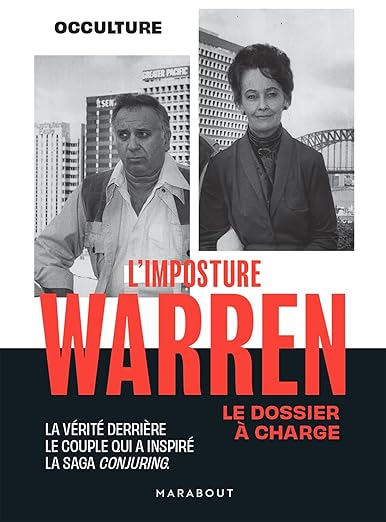 OCCULTURE
GREATER PACIFIC
L'IMPOSTURE
WARREN
LE DOSSIER
À CHARGE
LA VÉRITÉ DERRIÈRE
LE COUPLE QUI A INSPIRÉ
LA SAGA CONJURING.
MARABOUT